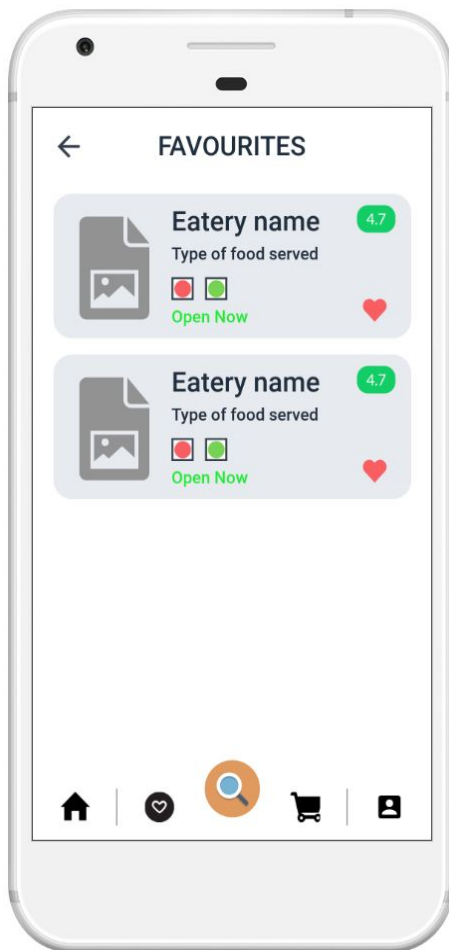 FAVOURITES
Eatery name
4.7
Type of food served
Open Now
Eatery name
4.7
Type of food served
Open Now